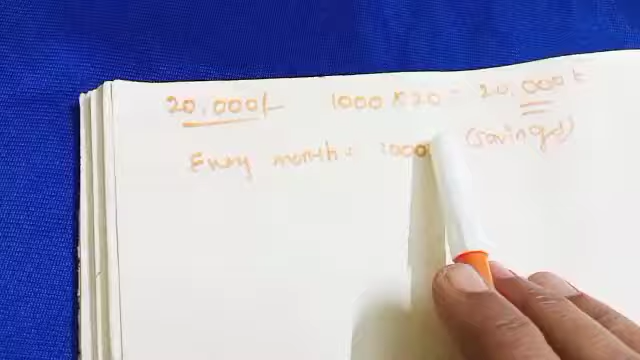 20,000/- 1000 x 20 = 20,000/-
Every month = 1000 (savings)